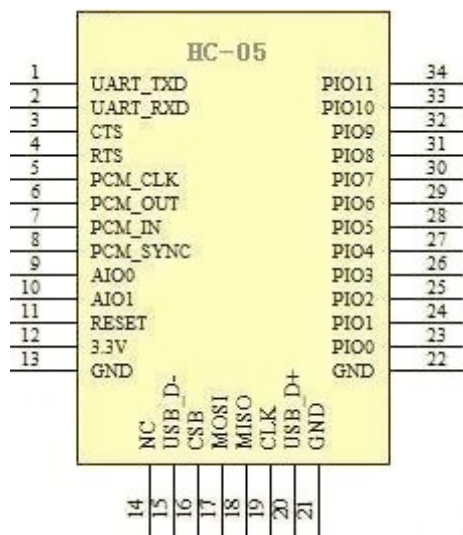 HC-05
1 UART_TXD PIO11 34
2 UART_RXD PIO10 33
3 CTS PIO9 32
4 RTS PIO8 31
5 PCM_CLK PIO7 30
6 PCM_OUT PIO6 29
7 PCM_IN PIO5 28
8 PCM_SYNC PIO4 27
9 AIO0 PIO3 26
10 AIO1 PIO2 25
11 RESET PIO1 24
12 3.3V PIO0 23
13 GND GND 22
NC
USB_D-
CSB
MOSI
MISO
CLK
USB_D+
GND
14
15
16
17
18
19
20
21